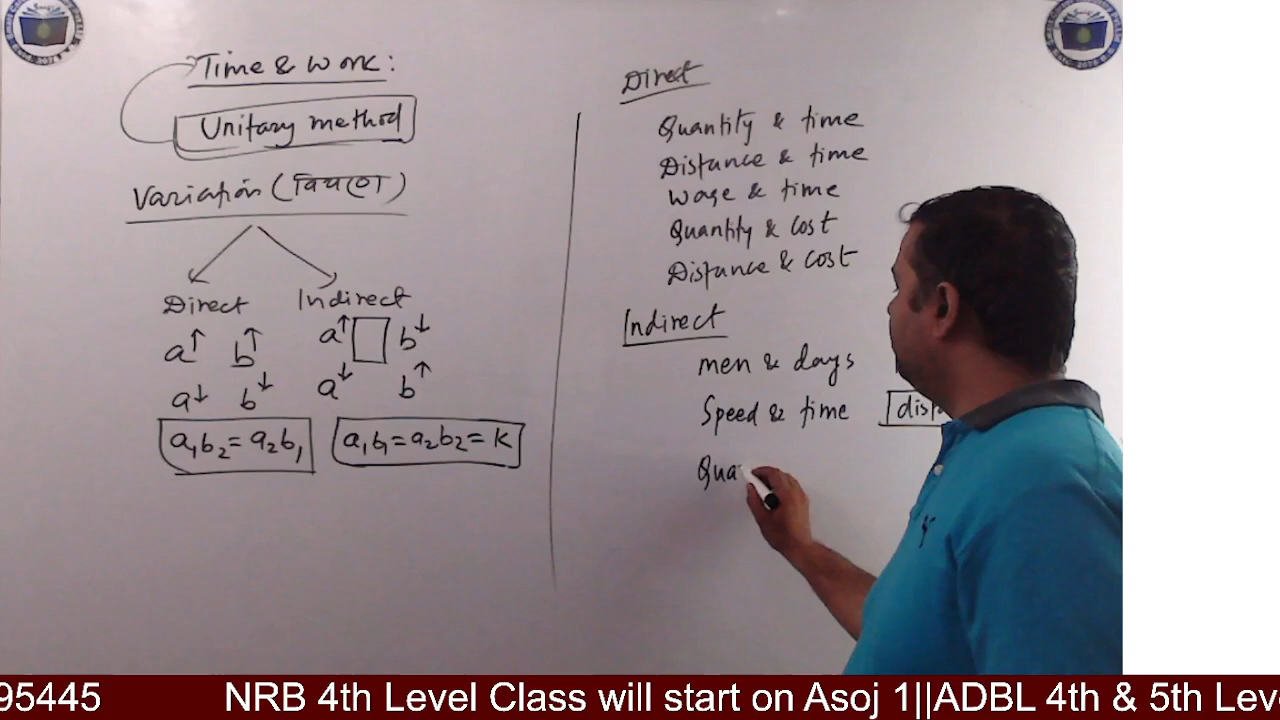 Time & Work:
Unitary method
Variation (विचरण)
Direct Indirect
a↑ b↑ a↑ b↓
a↓ b↓ a↓ b↑
a₁b₂ = a₂b₁ a₁b₁ = a₂b₂ = K
Direct
Quantity & time
Distance & time
Wage & time
Quantity & Cost
Distance & Cost
Indirect
men & days
Speed & time
Qua
95445 NRB 4th Level Class will start on Asoj 1||ADBL 4th & 5th Leve